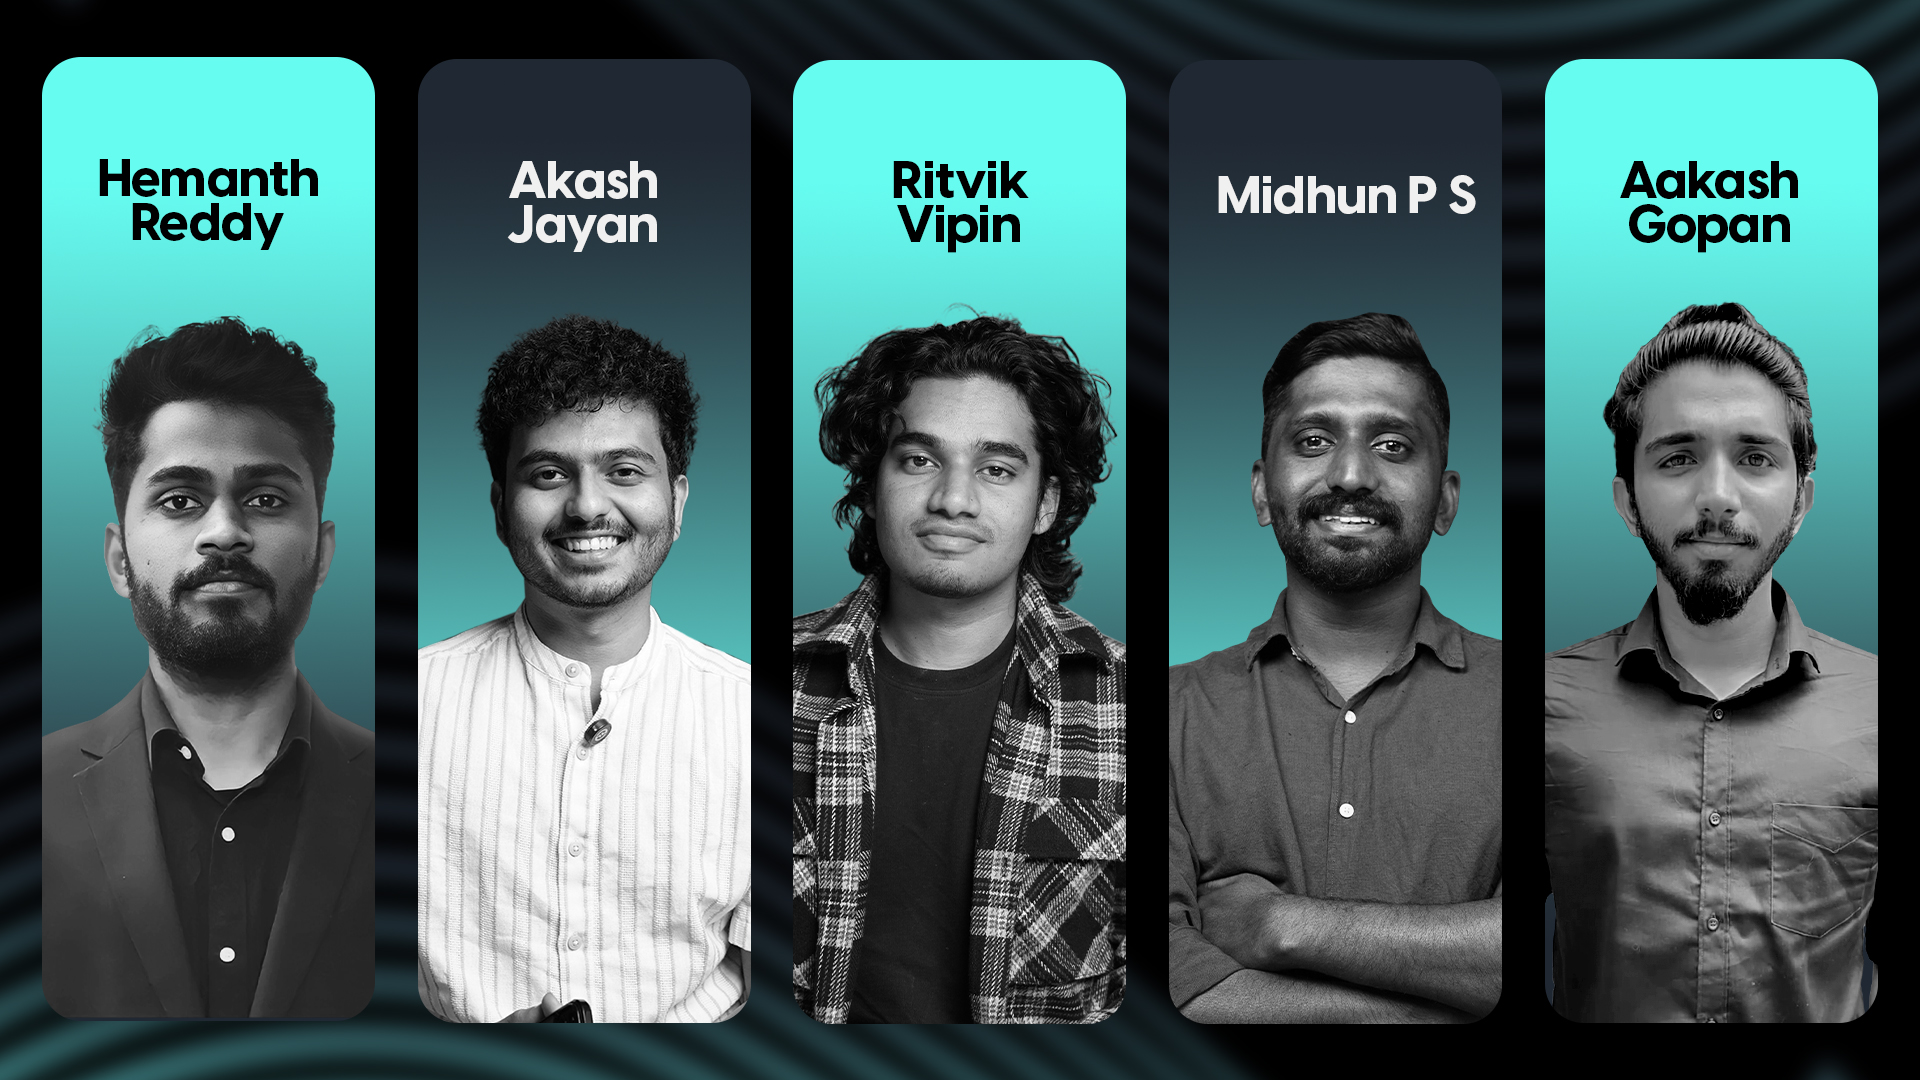 Hemanth
Reddy
Akash
Jayan
Ritvik
Vipin
Midhun P S
Aakash
Gopan